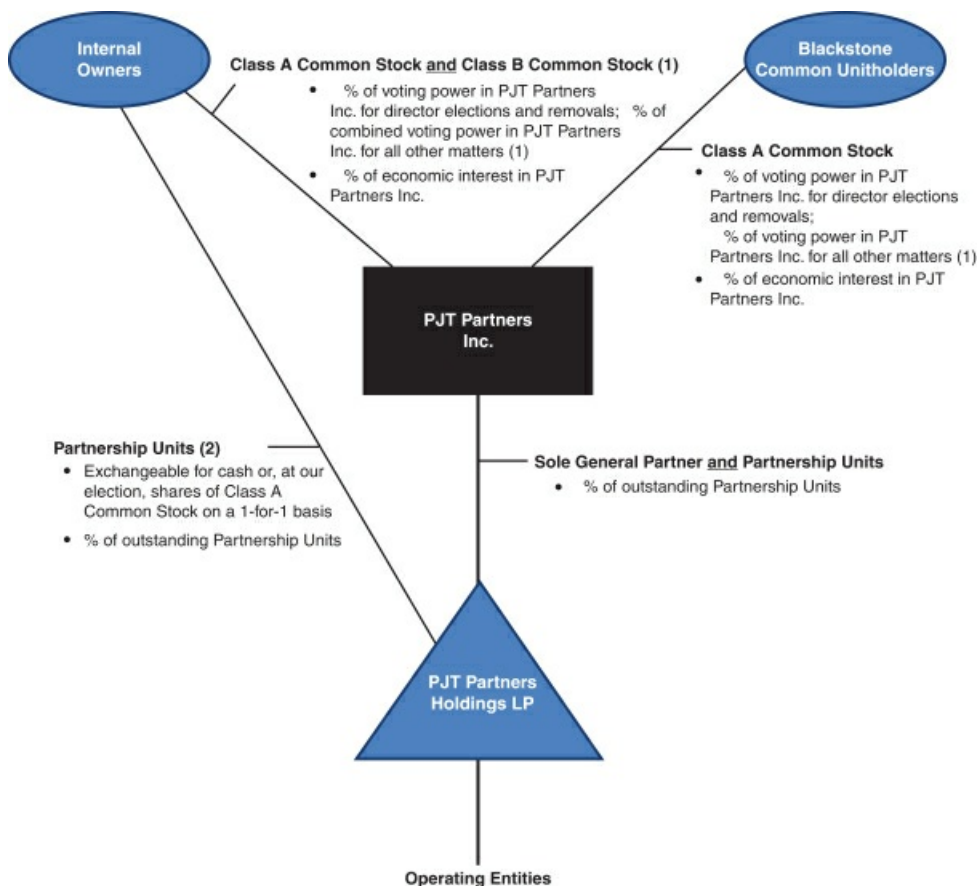 Internal
Owners
Blackstone
Common Unitholders
Class A Common Stock and Class B Common Stock (1)
• % of voting power in PJT Partners
Inc. for director elections and removals; % of
combined voting power in PJT Partners
Inc. for all other matters (1)
• % of economic interest in PJT
Partners Inc.
Class A Common Stock
• % of voting power in PJT
Partners Inc. for director elections
and removals;
% of voting power in PJT
Partners Inc. for all other matters (1)
• % of economic interest in PJT
Partners Inc.
PJT Partners
Inc.
Partnership Units (2)
• Exchangeable for cash or, at our
election, shares of Class A
Common Stock on a 1-for-1 basis
• % of outstanding Partnership Units
Sole General Partner and Partnership Units
• % of outstanding Partnership Units
PJT Partners
Holdings LP
Operating Entities